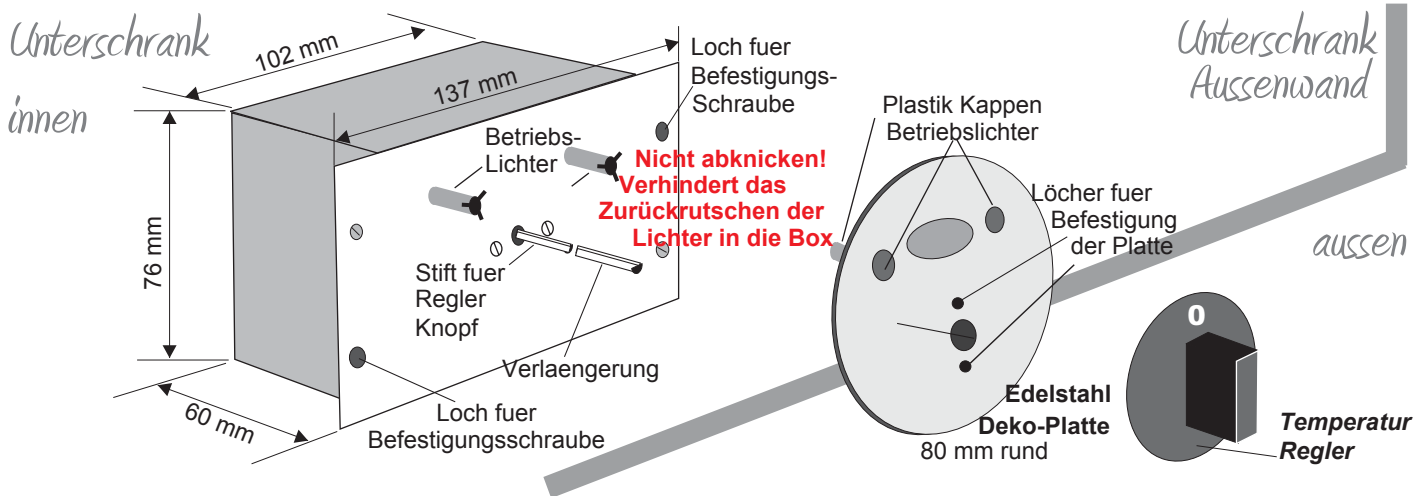 Unterschrank
innen
102 mm
137 mm
76 mm
60 mm
Loch fuer
Befestigungs-
Schraube
Betriebs-
Lichter
Nicht abknicken!
Verhindert das
Zurückrutschen der
Lichter in die Box
Stift fuer
Regler
Knopf
Verlaengerung
Loch fuer
Befestigungsschraube
Plastik Kappen
Betriebslichter
Löcher fuer
Befestigung
der Platte
Edelstahl
Deko-Platte
80 mm rund
Unterschrank
Aussenwand
aussen
0
Temperatur
Regler